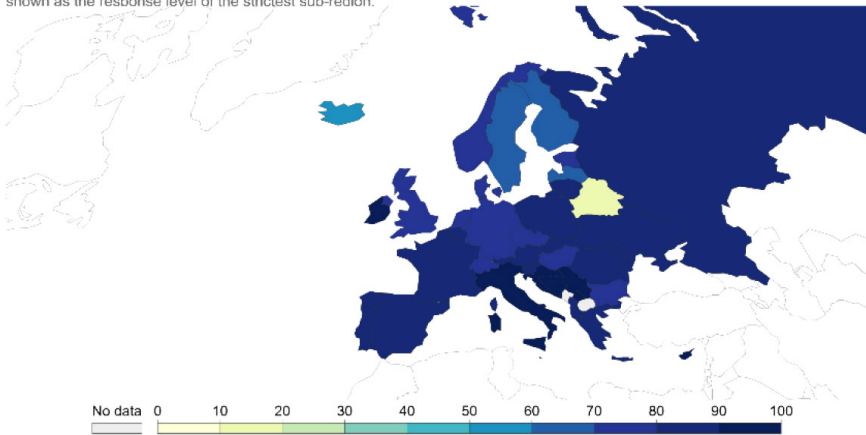 shown as the response level of the strictest sub-region.
No data 0 10 20 30 40 50 60 70 80 90 100